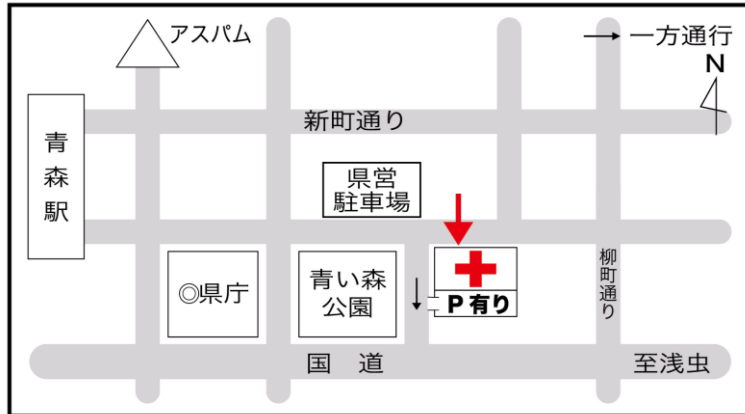 アスパム
一方通行
N
新町通り
青森駅
県営
駐車場
◎県庁
青い森
公園
P有り
柳町通り
国道
至浅虫